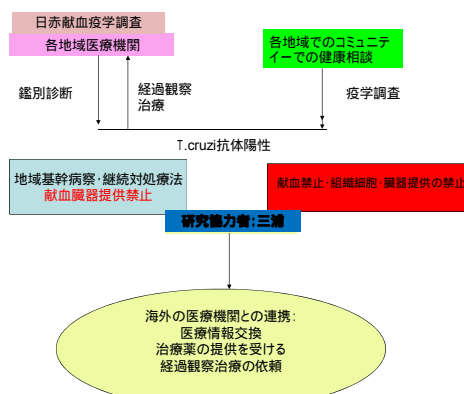 日赤献血疫学調査
各地域医療機関
各地域でのコミュニテ
イーでの健康相談
鑑別診断
経過観察
治療
疫学調査
T.cruzi抗体陽性
地域基幹病察・継続対処療法
献血臓器提供禁止
献血禁止・組織細胞・臓器提供の禁止
研究協力者：三浦
海外の医療機関との連携：
医療情報交換
治療薬の提供を受ける
経過観察治療の依頼